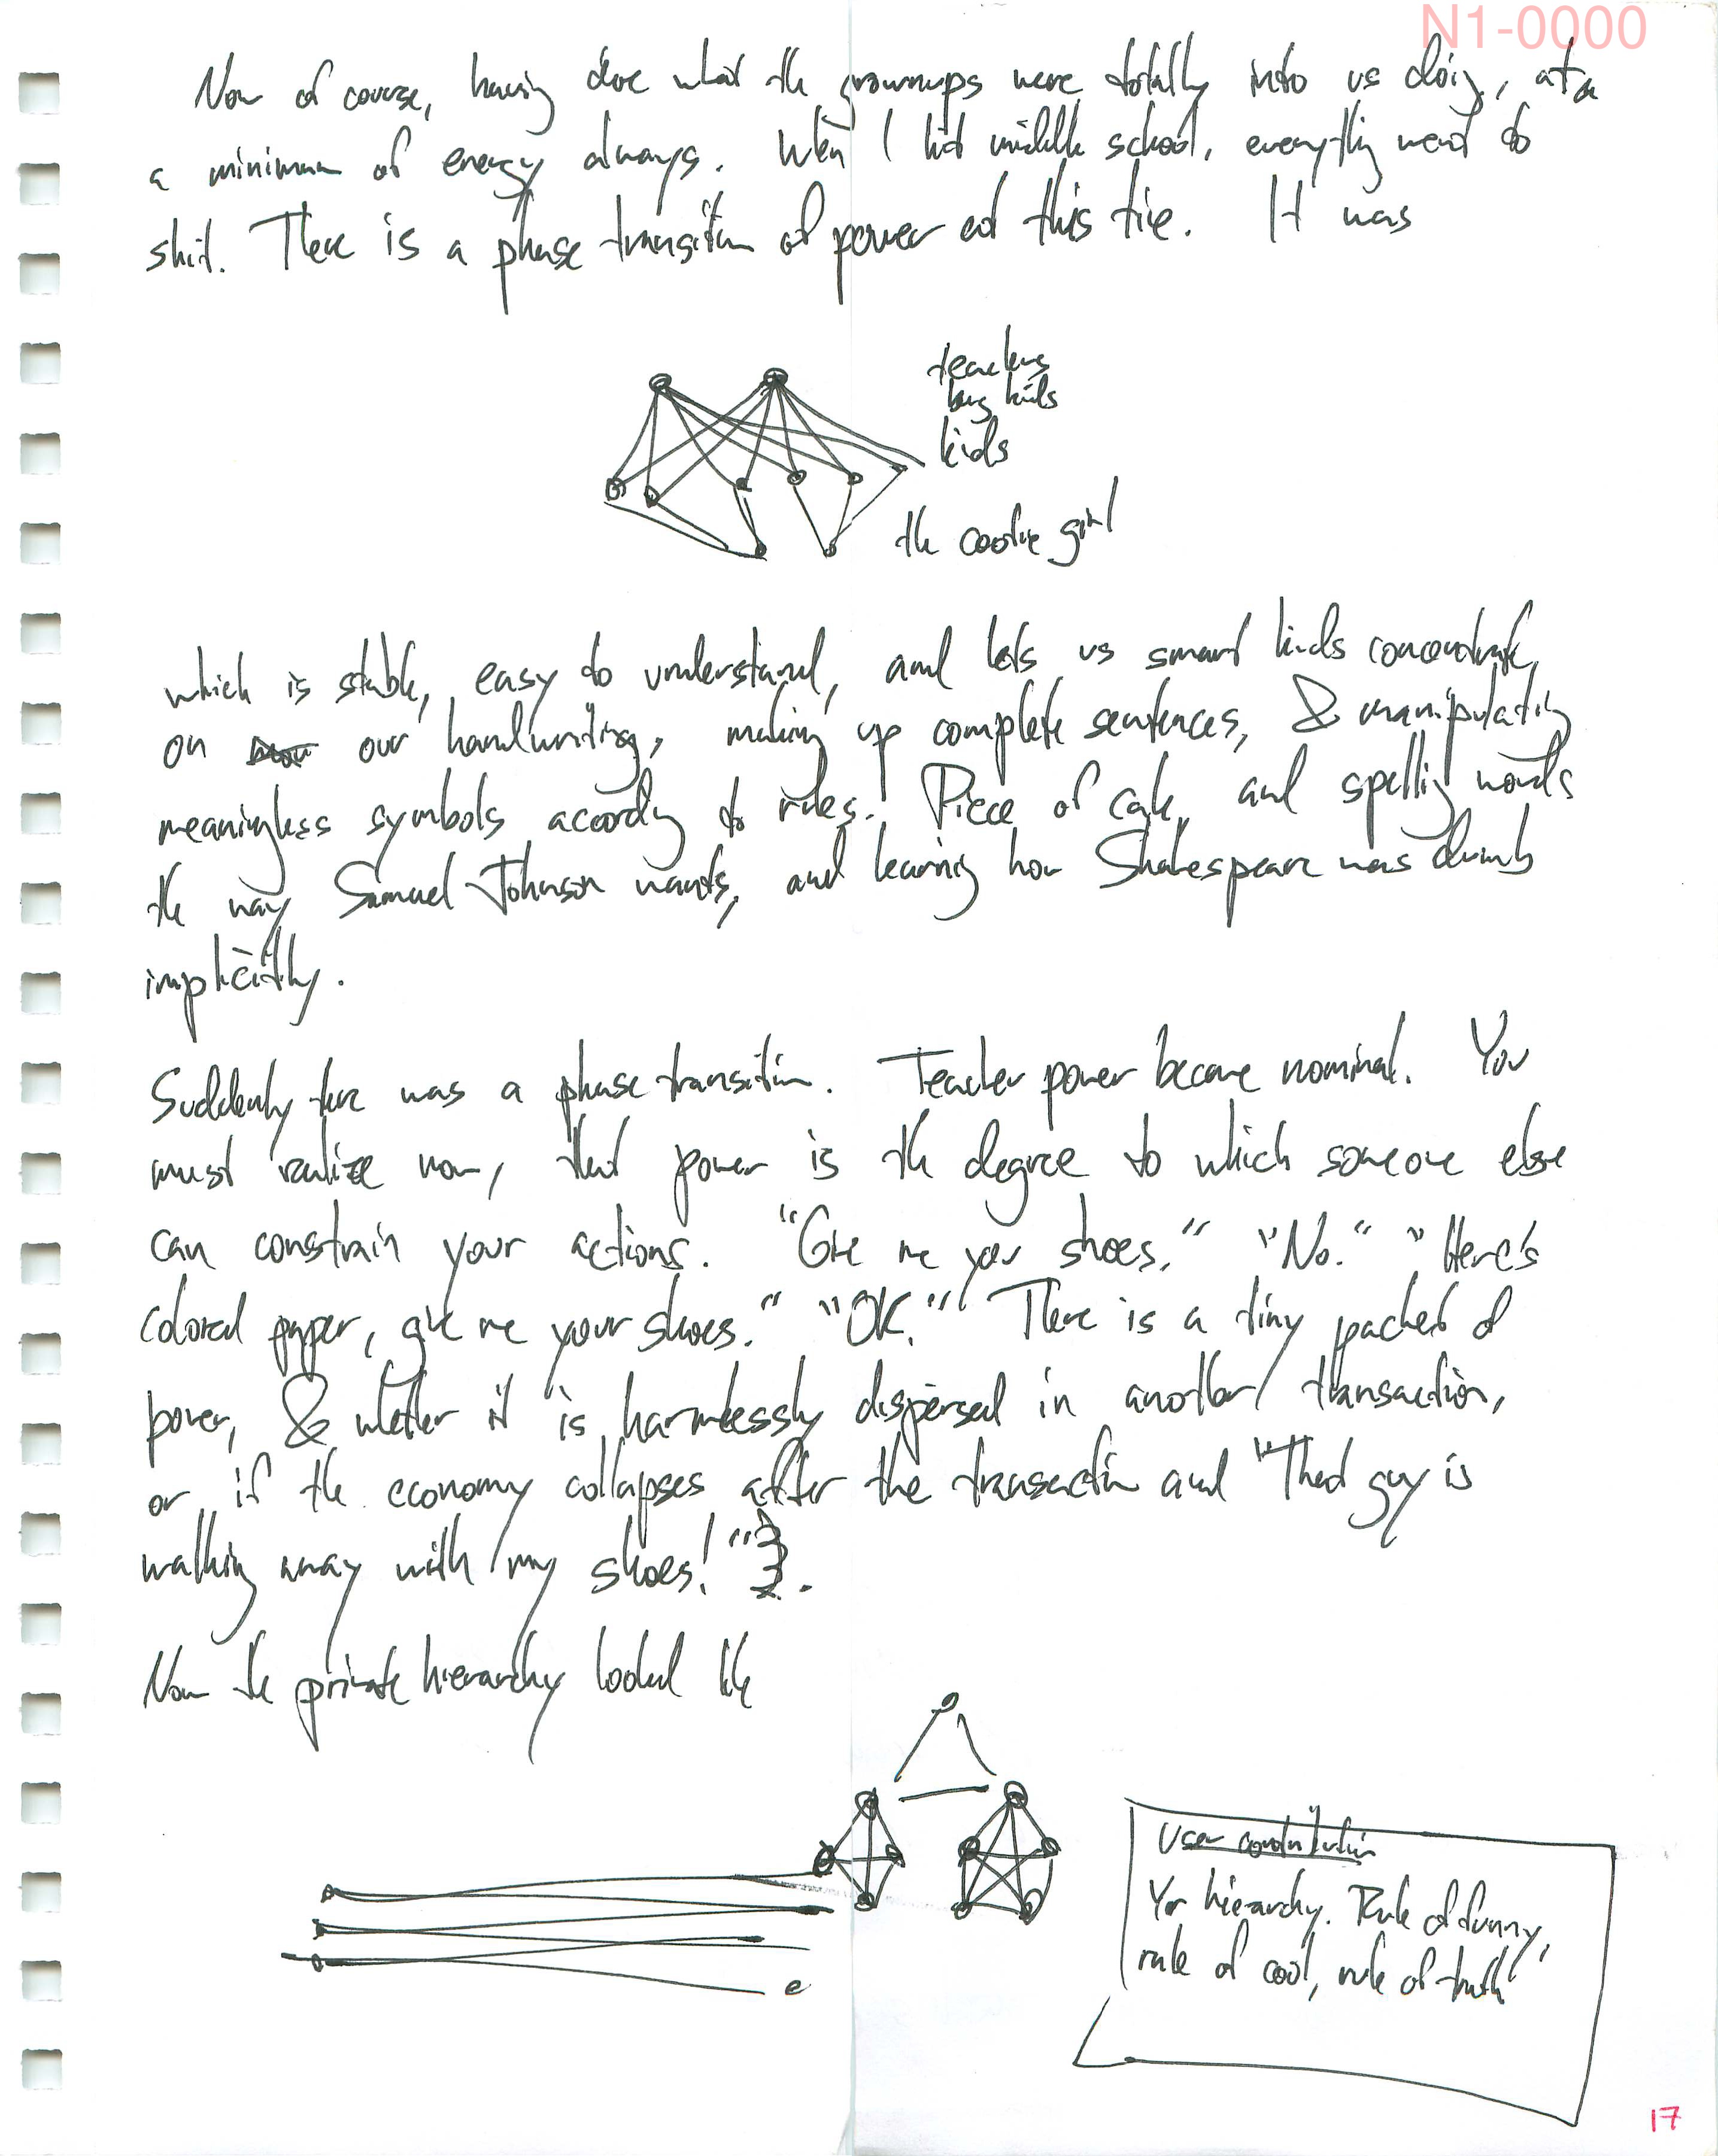 N1-0000
Now of course, having done what the grownups were totally into us doing, at a
a minimum of energy always. When I hit middle school, everything went to
shit. There is a phase transition of power at this time. It was
teachers
big kids
kids
the cootie girl
which is stable, easy to understand, and lets us smart kids concentrate
on our handwriting, making up complete sentences, & manipulating
meaningless symbols acordng to rules. Piece of cake, and spelling words
the way Samuel Johnson wants, and learning how Shakespeare was dumb
implicitly.
Suddenly there was a phase transition. Teacher power became nominal. You
must realize now, that power is the degree to which someone else
can constrain your actions. "Give me your shoes." "No." "Here's
colored paper, give me your shoes." "OK." There is a tiny packet of
power, & whether it is harmlessly dispersed in another transaction,
or if the economy collapses after the transaction and "That guy is
walking away with my shoes!".
Now the private hierarchy looked like
User
Yor hierarchy. Rule of funny,
rule of cool, rule of truth"
17